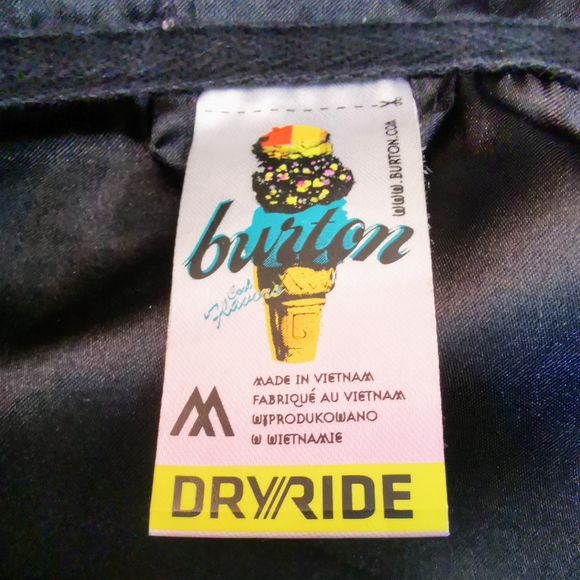 WWW.BURTON.COM
burton
Cool
Flavors
MADE IN VIETNAM
FABRIQUÉ AU VIETNAM
WYPRODUKOWANO
W WIETNAMIE
DRYRIDE